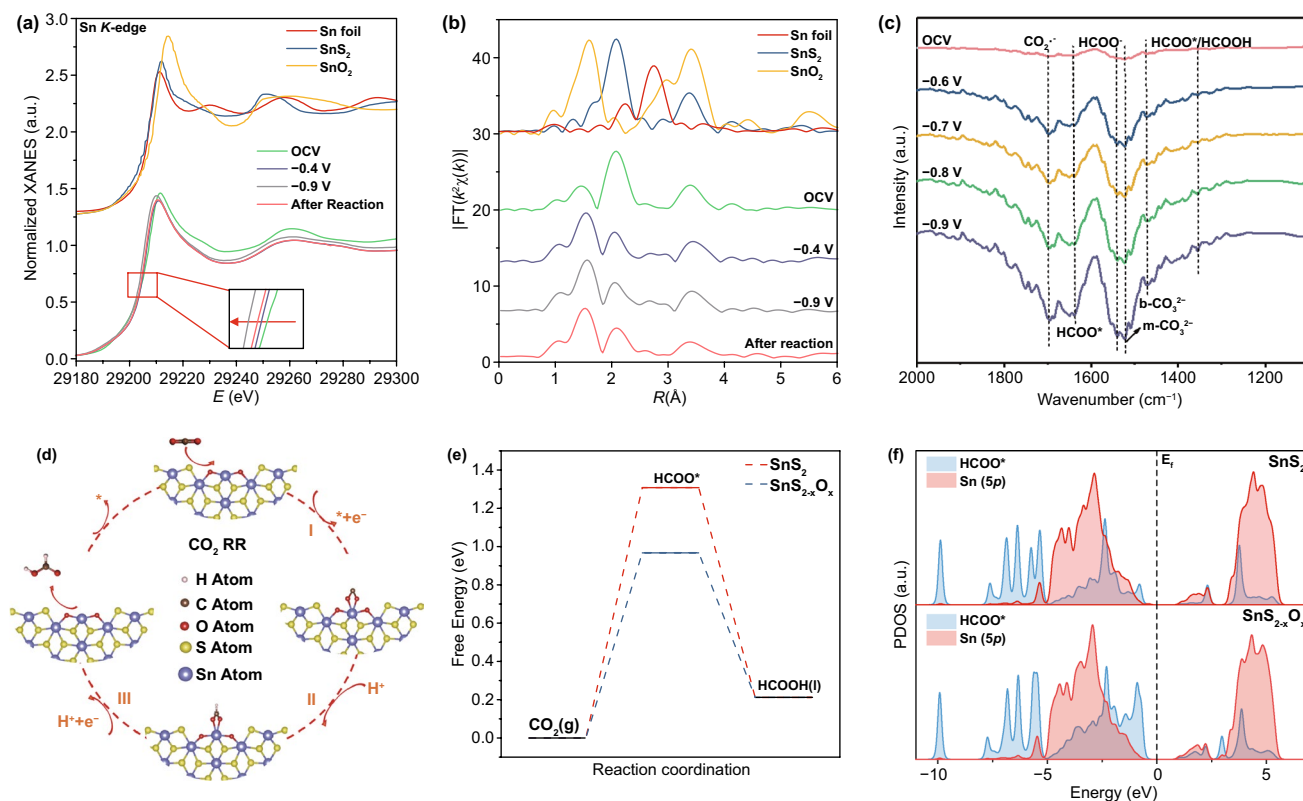 (a)
Sn K-edge
Sn foil
SnS₂
SnO₂
OCV
−0.4 V
−0.9 V
After Reaction
Normalized XANES (a.u.)
3.0
2.5
2.0
1.5
1.0
0.5
0.0
29180 29200 29220 29240 29260 29280 29300
E (eV)
(b)
Sn foil
SnS₂
SnO₂
OCV
−0.4 V
−0.9 V
After reaction
|FT(k²χ(k))|
40
30
20
10
0
0 1 2 3 4 5 6
R(Å)
(c)
OCV
CO₂·⁻ HCOO⁻ HCOO*/HCOOH
−0.6 V
−0.7 V
−0.8 V
−0.9 V
HCOO*
b-CO₃²⁻
m-CO₃²⁻
Intensity (a.u.)
2000 1800 1600 1400 1200
Wavenumber (cm⁻¹)
(d)
*
I
*+e⁻
CO₂ RR
H Atom
C Atom
O Atom
S Atom
Sn Atom
III
H⁺+e⁻
II
H⁺
(e)
SnS₂
SnS₂₋ₓOₓ
HCOO*
CO₂(g)
HCOOH(l)
Free Energy (eV)
1.4
1.2
1.0
0.8
0.6
0.4
0.2
0.0
Reaction coordination
(f)
HCOO*
Sn (5p)
E_f
SnS₂
HCOO*
Sn (5p)
SnS₂₋ₓOₓ
PDOS (a.u.)
−10 −5 0 5
Energy (eV)